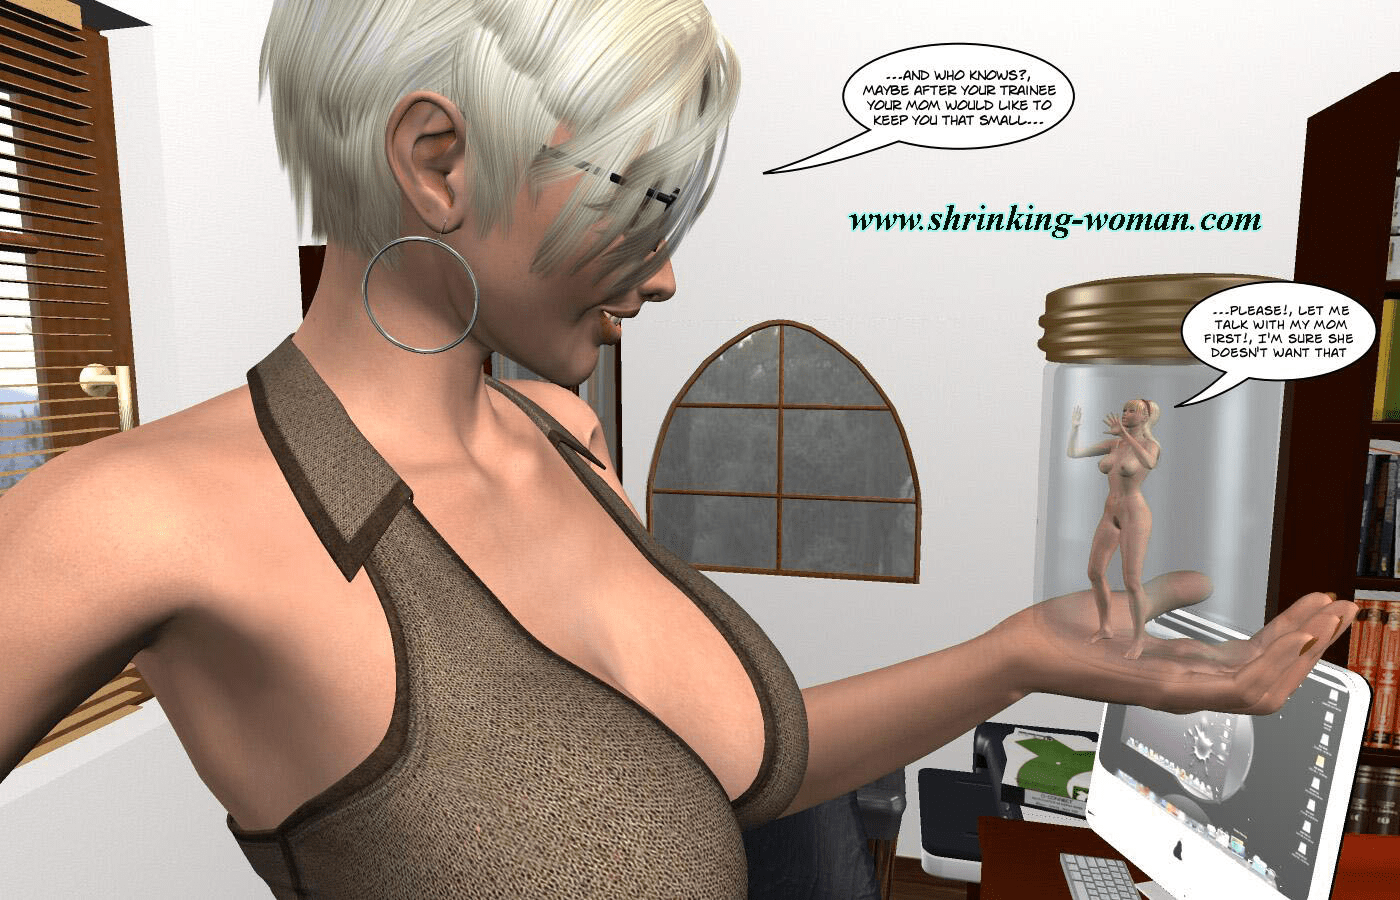 ---AND WHO KNOWS?,
MAYBE AFTER YOUR TRAINEE
YOUR MOM WOULD LIKE TO
KEEP YOU THAT SMALL---
www.shrinking-woman.com
---PLEASE!, LET ME
TALK WITH MY MOM
FIRST!, I'M SURE SHE
DOESN'T WANT THAT